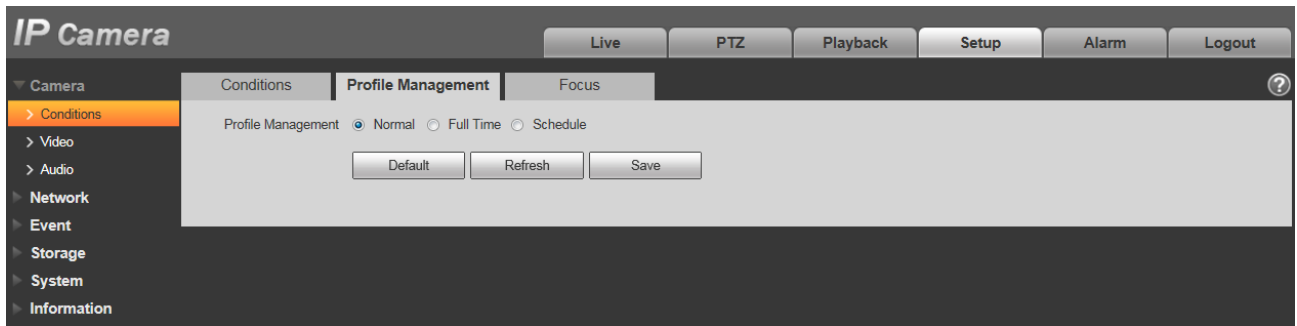 IP Camera
Live PTZ Playback Setup Alarm Logout
Camera
Conditions
Video
Audio
Network
Event
Storage
System
Information
Conditions Profile Management Focus ?
Profile Management Normal Full Time Schedule
Default Refresh Save